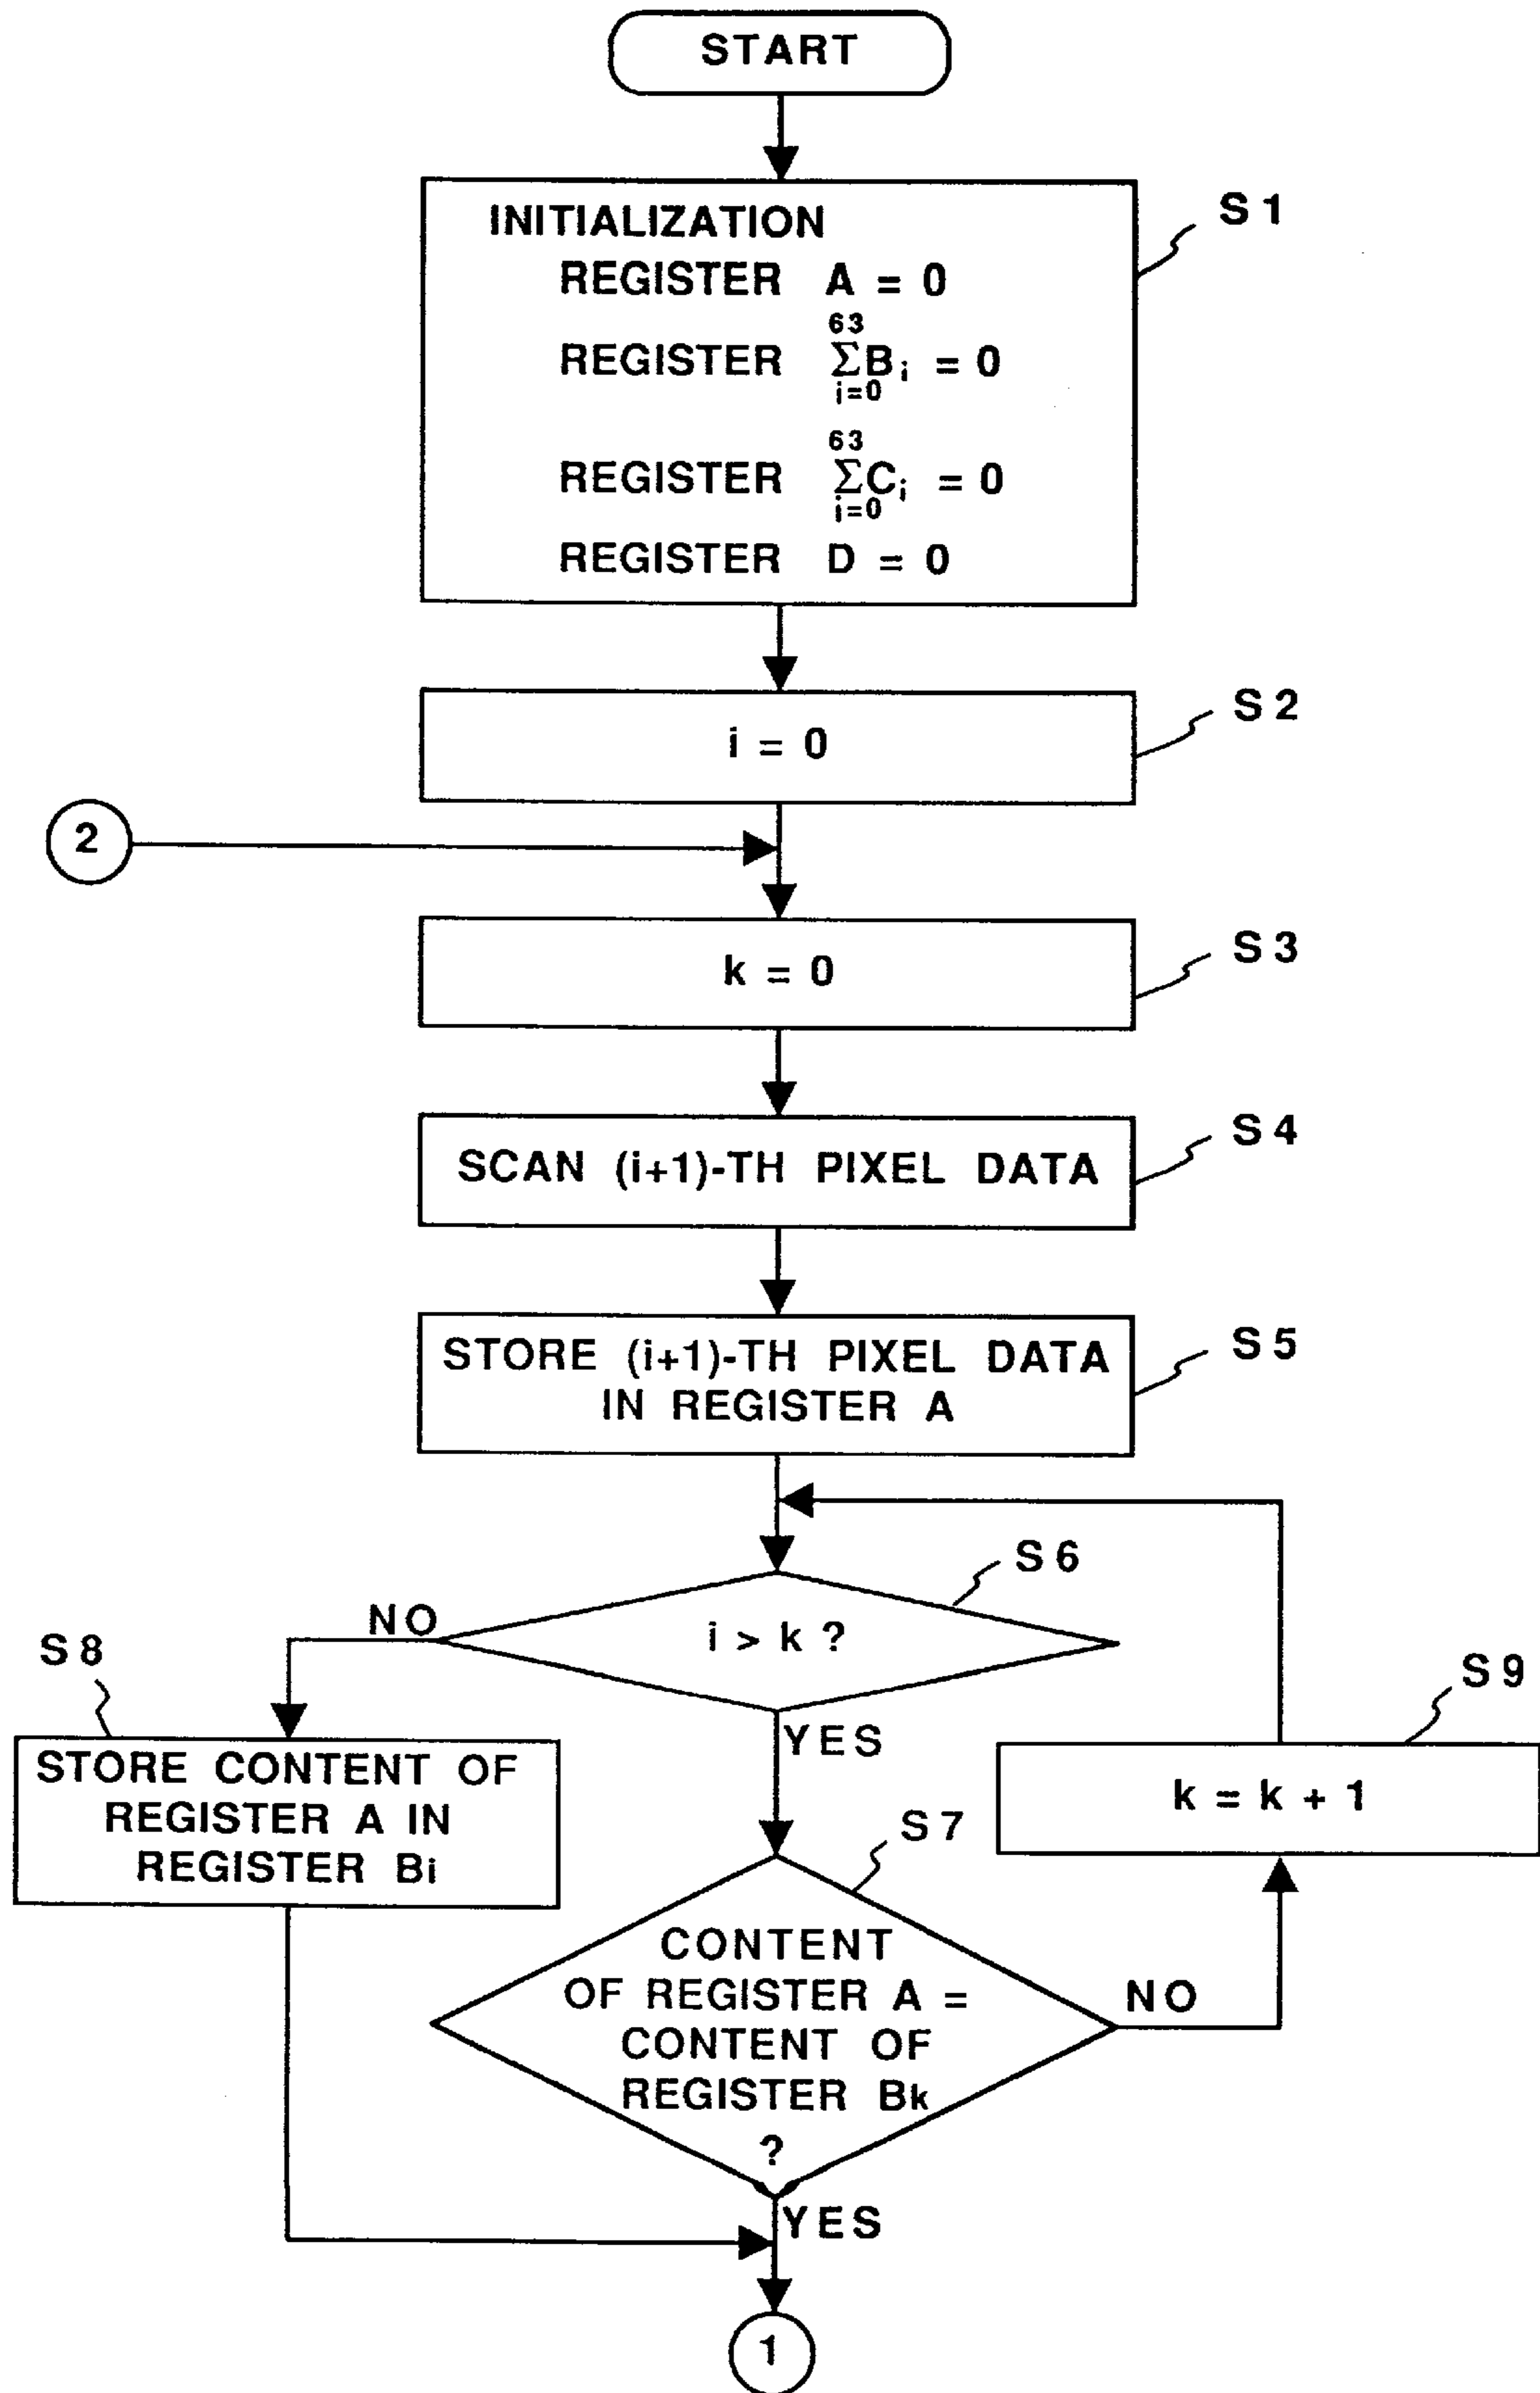 START
S1
INITIALIZATION
REGISTER A = 0
63
REGISTER ΣBi = 0
i=0
63
REGISTER ΣCi = 0
i=0
REGISTER D = 0
S2
i = 0
2
S3
k = 0
S4
SCAN (i+1)-TH PIXEL DATA
S5
STORE (i+1)-TH PIXEL DATA
IN REGISTER A
S6
NO
i > k ?
S8
YES
S9
STORE CONTENT OF
REGISTER A IN
REGISTER Bi
k = k + 1
S7
CONTENT
OF REGISTER A =
CONTENT OF
REGISTER Bk
?
NO
YES
1